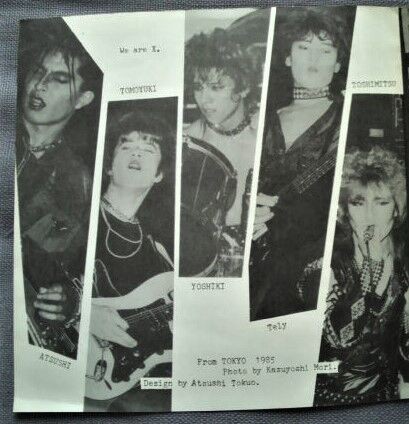 We are X.
TOMOYUKI
TOSHIMITSU
YOSHIKI
Tely
ATSUSHI
From TOKYO 1985
Photo by Kazuyoshi Mori.
Design by Atsushi Tokuo.